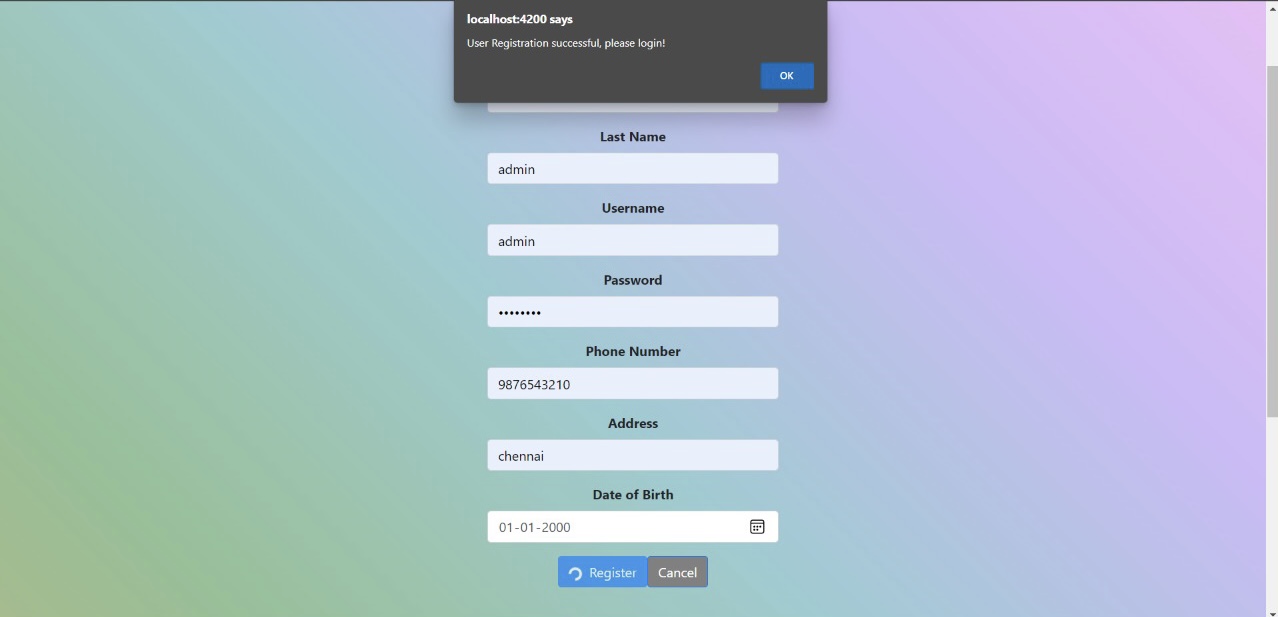 localhost:4200 says
User Registration successful, please login!
OK
Last Name
admin
Username
admin
Password
••••••••
Phone Number
9876543210
Address
chennai
Date of Birth
01-01-2000
Register Cancel